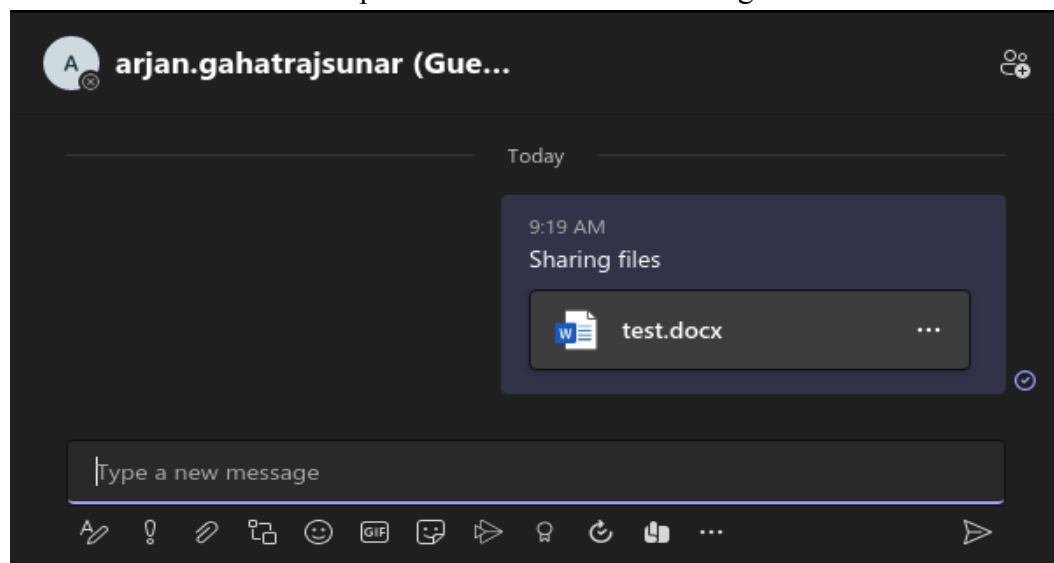 A arjan.gahatrajsunar (Gue...
Today
9:19 AM
Sharing files
W test.docx ...
Type a new message
GIF